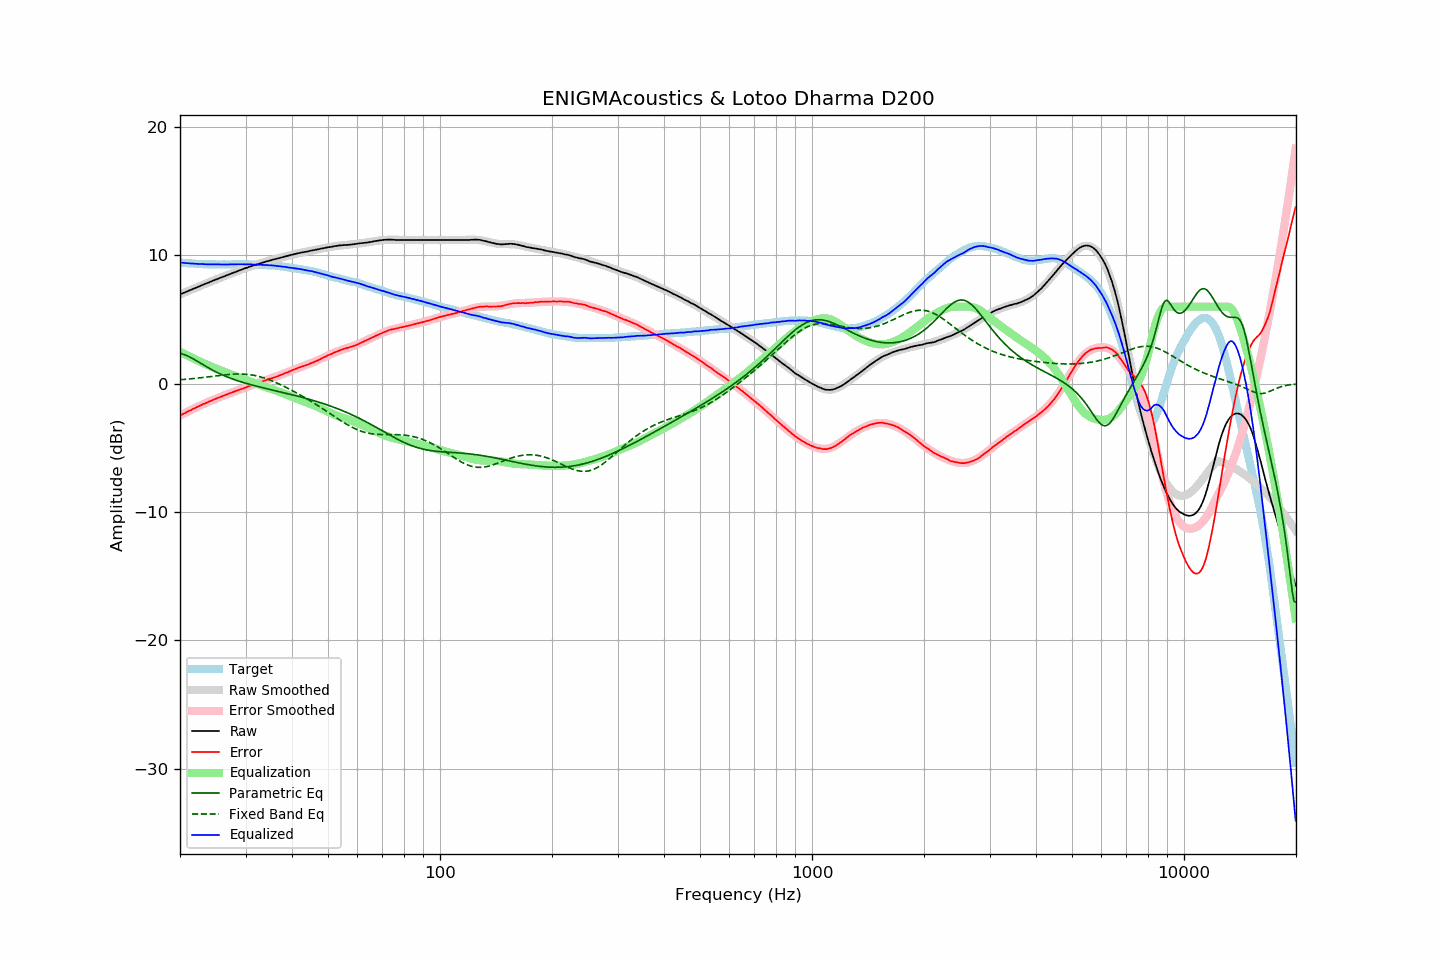 ENIGMAcoustics & Lotoo Dharma D200
20
10
0
−10
−20
−30
Amplitude (dBr)
Target
Raw Smoothed
Error Smoothed
Raw
Error
Equalization
Parametric Eq
Fixed Band Eq
Equalized
100
1000
10000
Frequency (Hz)